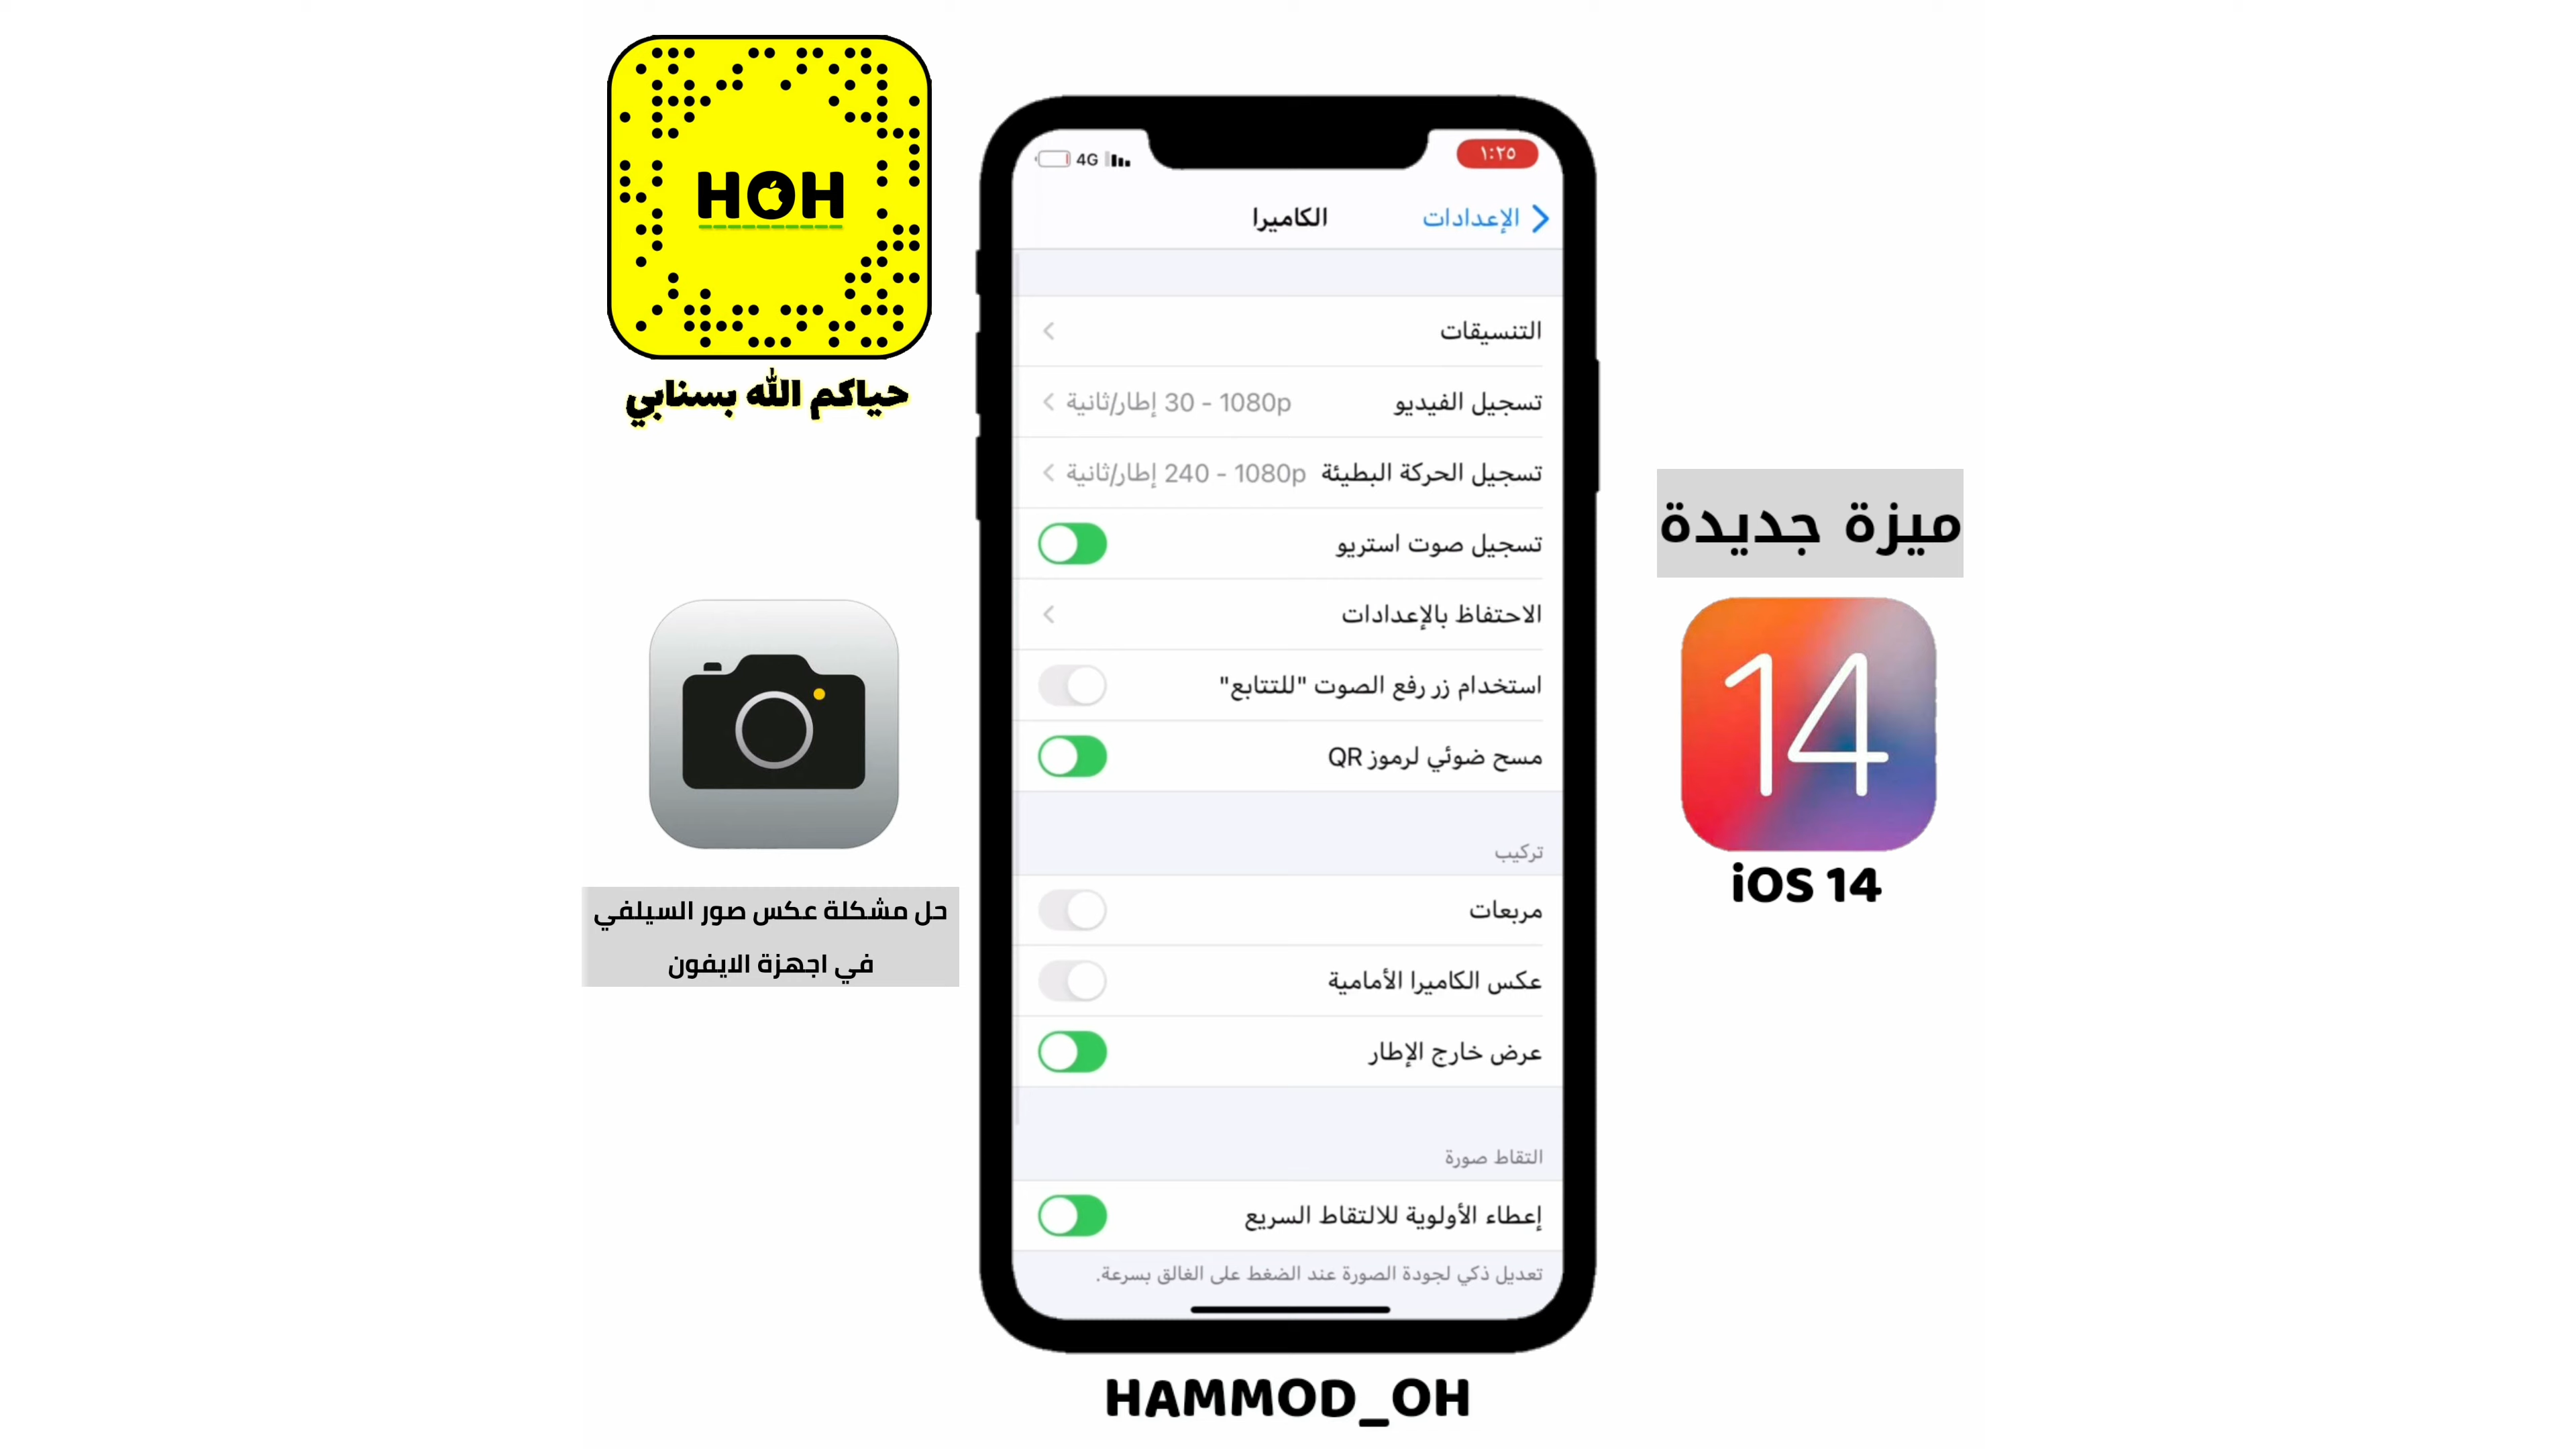 HOH
حياكم الله بسنابي
حل مشكلة عكس صور السيلفي
في اجهزة الايفون
4G
١:٢٥
الإعدادات
الكاميرا
التنسيقات
تسجيل الفيديو 1080p - 30 إطار/ثانية
تسجيل الحركة البطيئة 1080p - 240 إطار/ثانية
تسجيل صوت استريو
الاحتفاظ بالإعدادات
استخدام زر رفع الصوت "للتتابع"
مسح ضوئي لرموز QR
تركيب
مربعات
عكس الكاميرا الأمامية
عرض خارج الإطار
التقاط صورة
إعطاء الأولوية للالتقاط السريع
تعديل ذكي لجودة الصورة عند الضغط على الغالق بسرعة.
HAMMOD_OH
ميزة جديدة
14
iOS 14